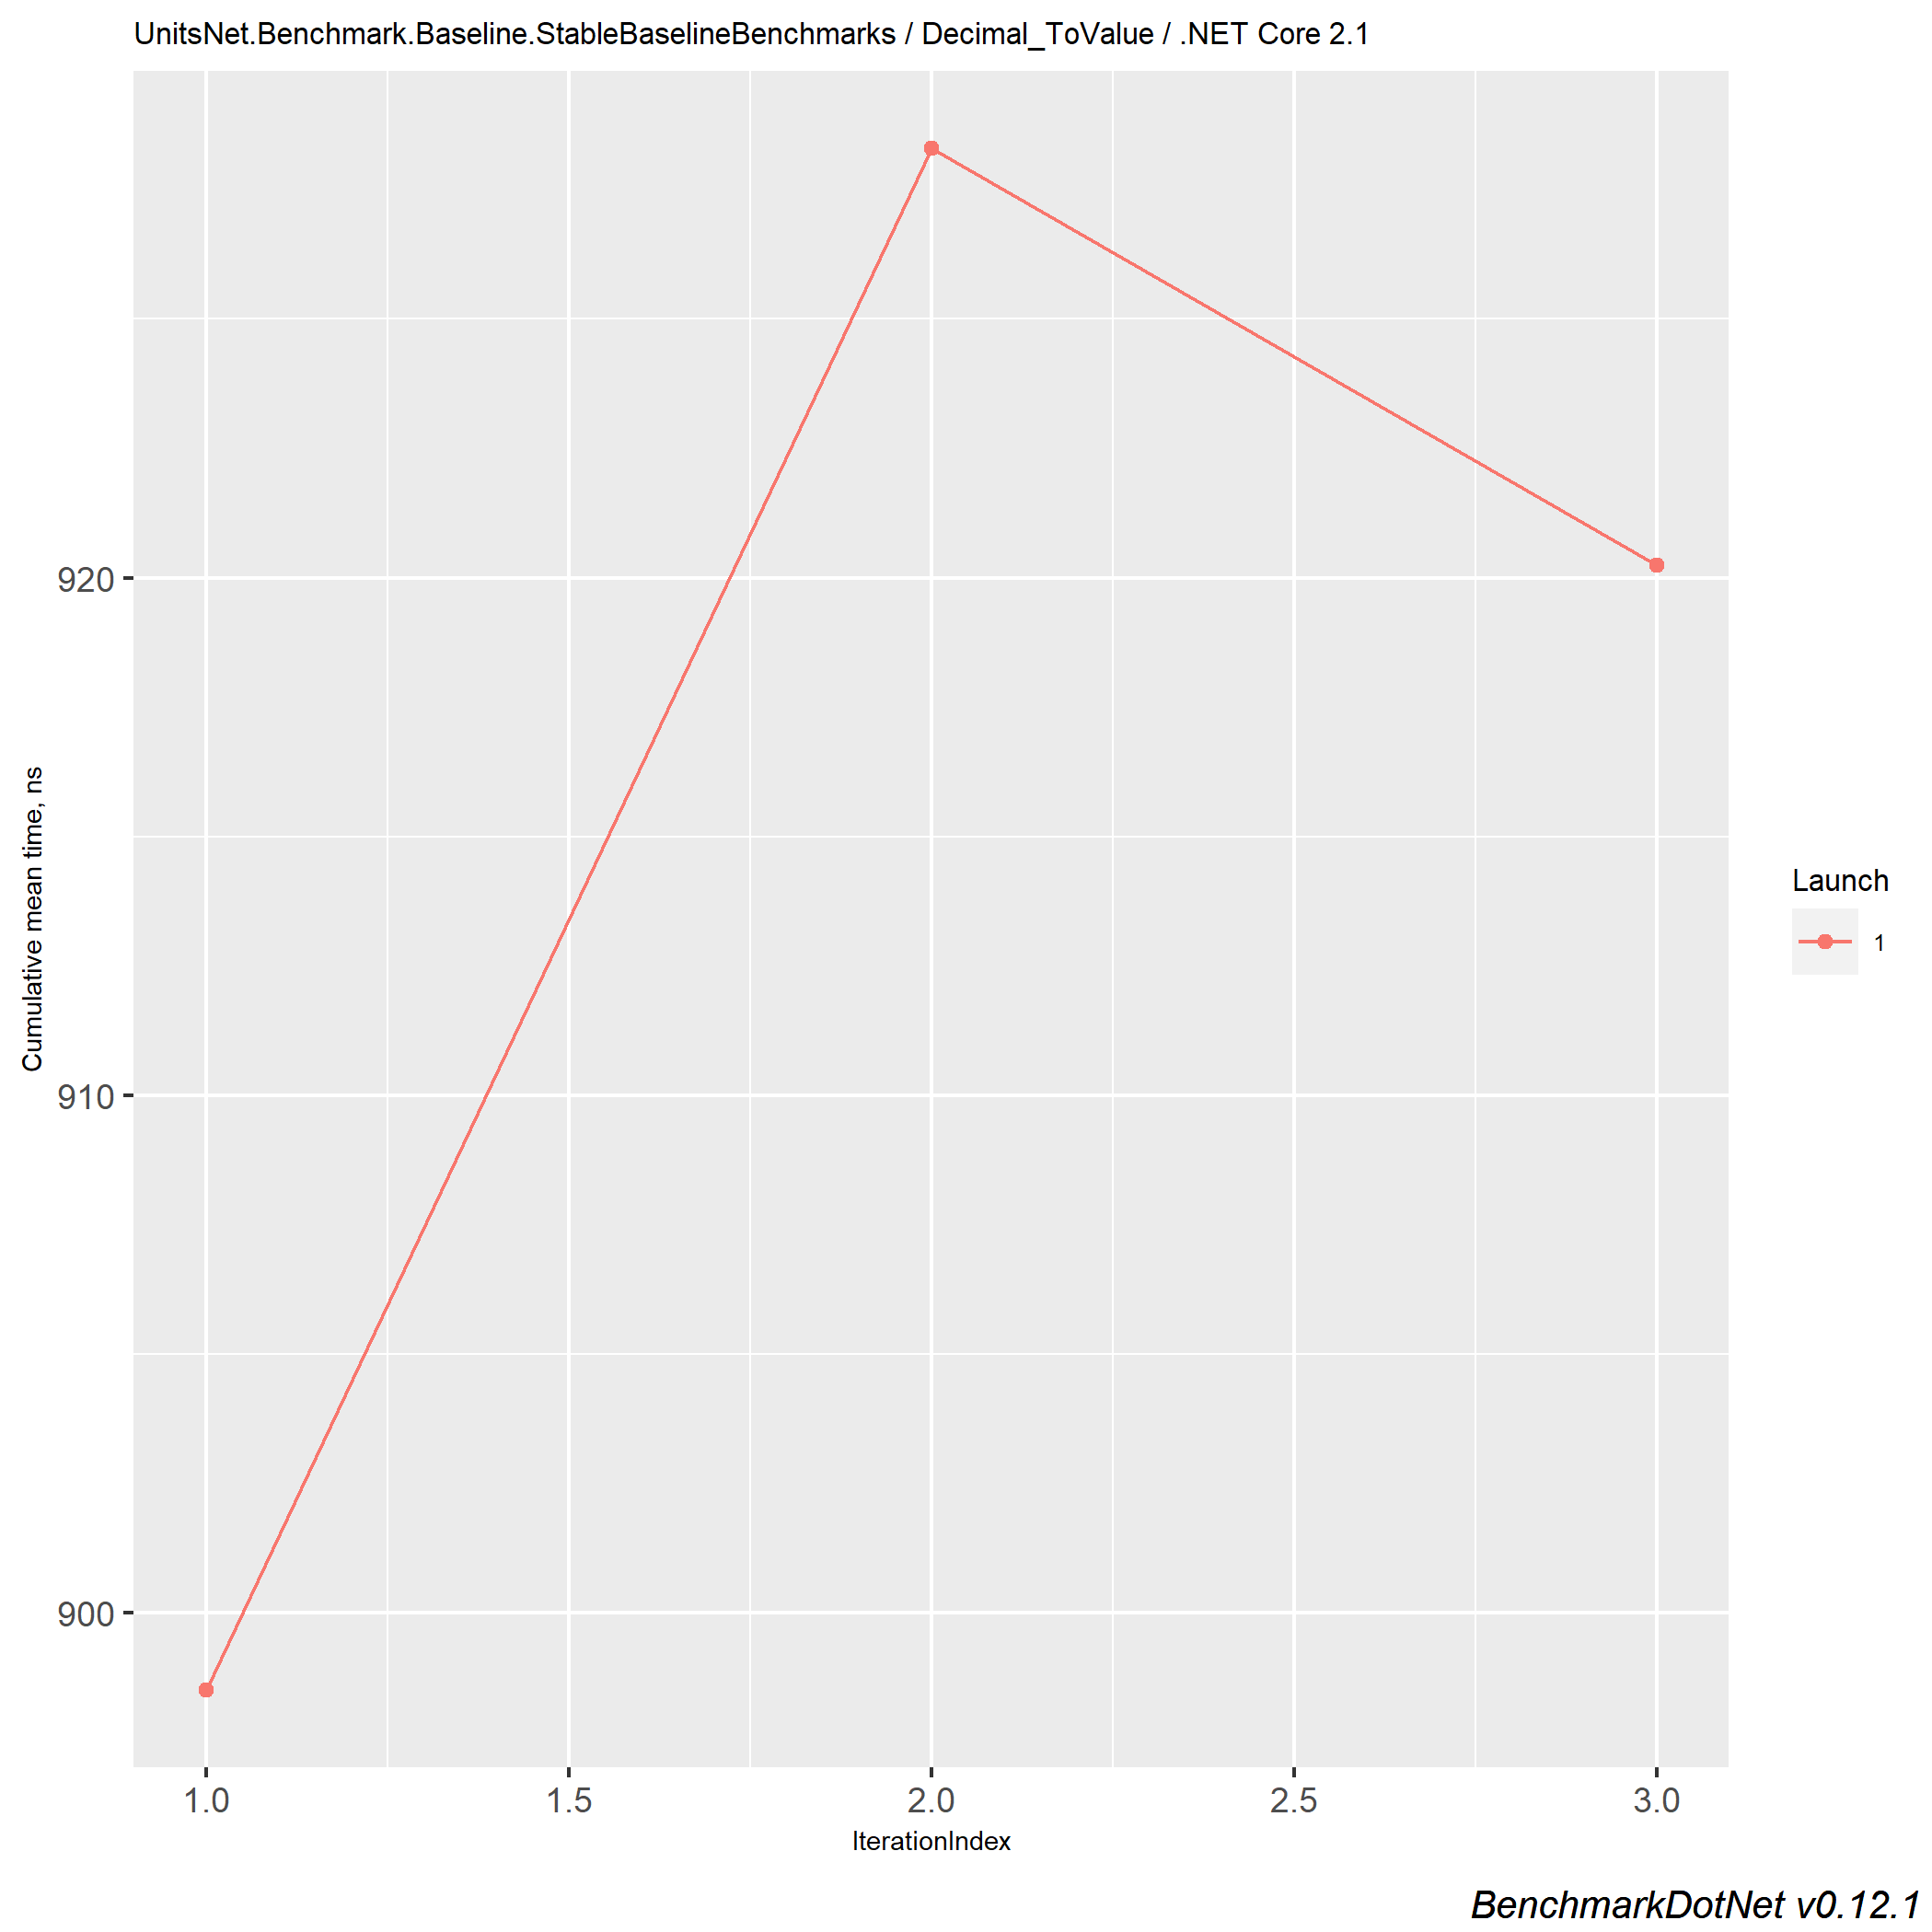 UnitsNet.Benchmark.Baseline.StableBaselineBenchmarks / Decimal_ToValue / .NET Core 2.1
Cumulative mean time, ns
920
910
900
1.0 1.5 2.0 2.5 3.0
IterationIndex
Launch
1
BenchmarkDotNet v0.12.1